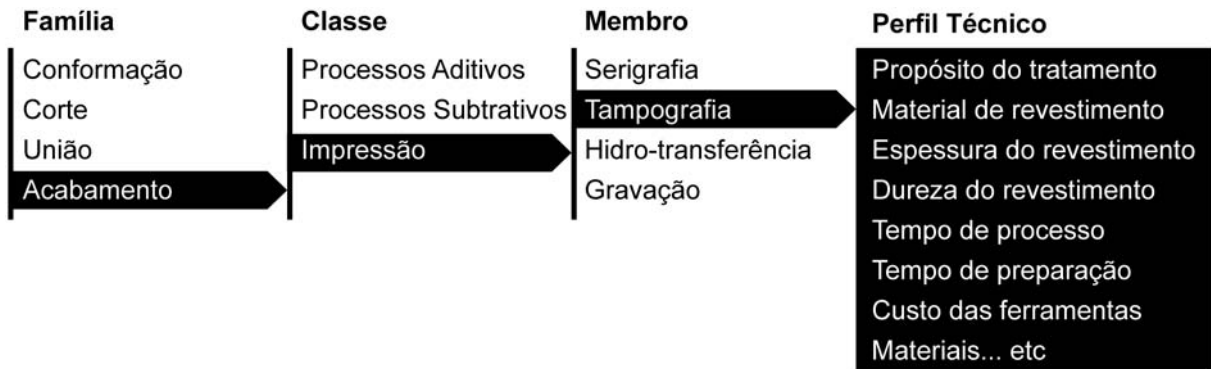 Família
Conformação
Corte
União
Acabamento
Classe
Processos Aditivos
Processos Subtrativos
Impressão
Membro
Serigrafia
Tampografia
Hidro-transferência
Gravação
Perfil Técnico
Propósito do tratamento
Material de revestimento
Espessura do revestimento
Dureza do revestimento
Tempo de processo
Tempo de preparação
Custo das ferramentas
Materiais... etc